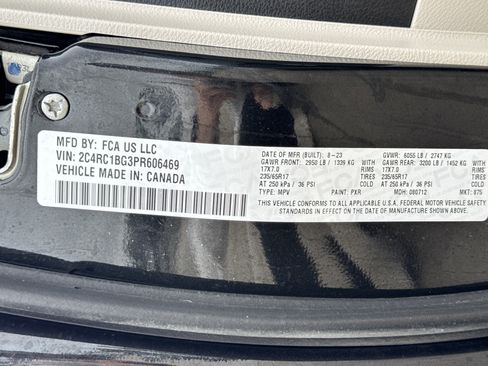 MFD BY: FCA US LLC
VIN: 2C4RC1BG3PR606469
VEHICLE MADE IN: CANADA
DATE OF MFR (BUILT): 8-23 GVWR: 6055 LB / 2747 KG
GAWR FRONT: 2950 LB / 1339 KG GAWR REAR: 3200 LB / 1452 KG
17X7.0 RIMS 17X7.0 RIMS
235/65R17 TIRES 235/65R17 TIRES
AT 250 kPa / 36 PSI AT 250 kPa / 36 PSI
TYPE: MPV PAINT: PXR MDH: 080712 MKT: 875
THIS VEHICLE CONFORMS TO ALL APPLICABLE U.S.A. FEDERAL MOTOR VEHICLE
SAFETY STANDARDS IN EFFECT ON THE DATE OF MANUFACTURE SHOWN ABOVE.